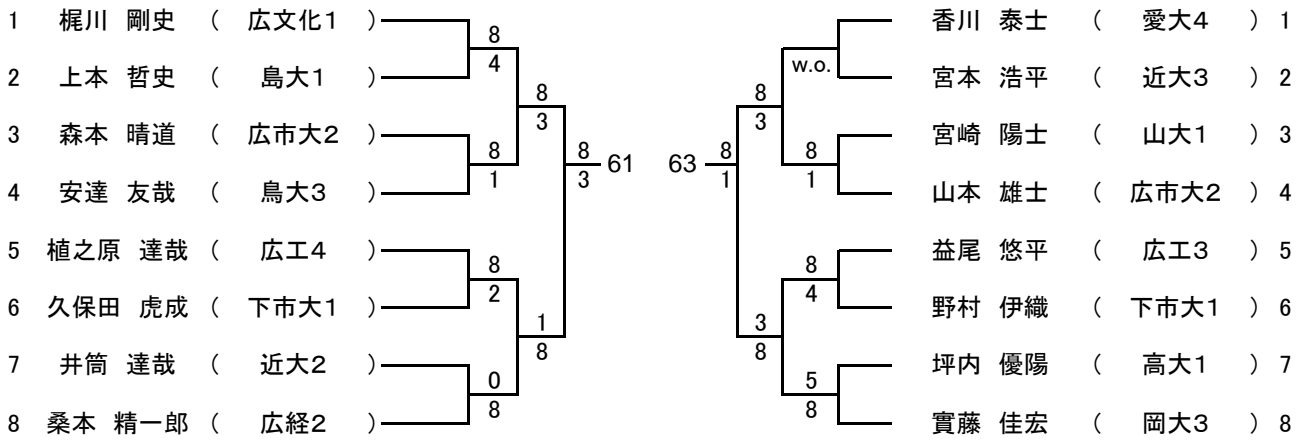 1 梶川 剛史 ( 広文化1 )
8
4
2 上本 哲史 ( 島大1 )
8
3
3 森本 晴道 ( 広市大2 )
8
1
4 安達 友哉 ( 鳥大3 )
8
3
61
5 植之原 達哉 ( 広工4 )
8
2
6 久保田 虎成 ( 下市大1 )
1
8
7 井筒 達哉 ( 近大2 )
0
8
8 桑本 精一郎 ( 広経2 )
香川 泰士 ( 愛大4 ) 1
w.o.
宮本 浩平 ( 近大3 ) 2
8
3
宮崎 陽士 ( 山大1 ) 3
8
1
山本 雄士 ( 広市大2 ) 4
63
8
1
益尾 悠平 ( 広工3 ) 5
8
4
野村 伊織 ( 下市大1 ) 6
3
8
坪内 優陽 ( 高大1 ) 7
5
8
實藤 佳宏 ( 岡大3 ) 8